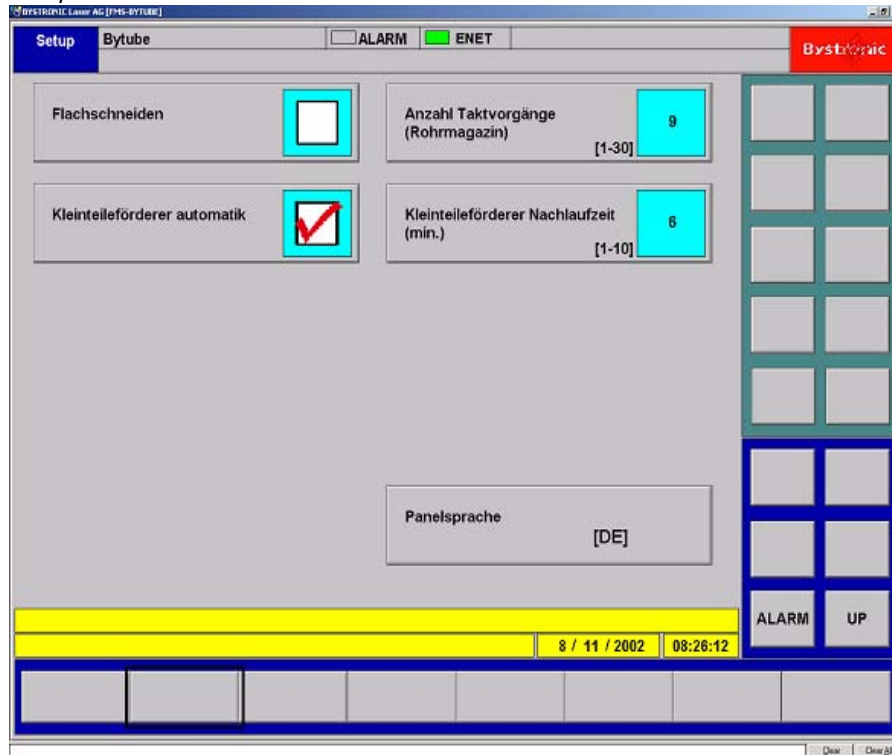 BYSTRONIC Laser AG [FMS-BYTUBE]
Setup Bytube ALARM ENET
Bystronic
Flachschneiden
Anzahl Taktvorgänge
(Rohrmagazin)
[1-30]
9
Kleinteileförderer automatik
Kleinteileförderer Nachlaufzeit
(min.)
[1-10]
6
Panelsprache
[DE]
ALARM UP
8 / 11 / 2002 08:26:12
Clear